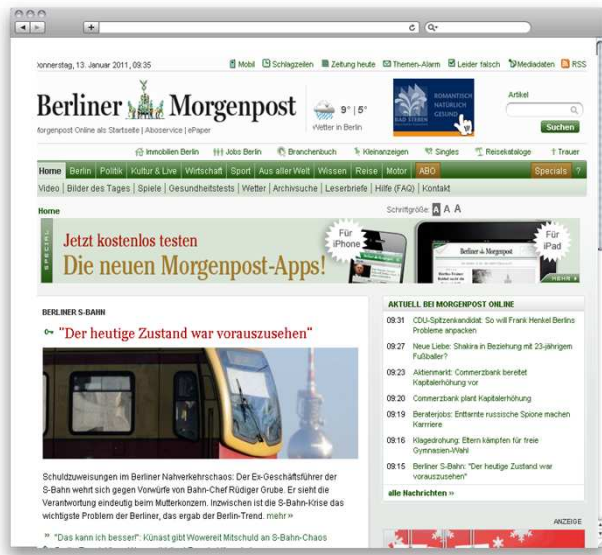 Donnerstag, 13. Januar 2011, 09:35
Mobil Schlagzeilen Zeitung heute Themen-Alarm Leider falsch Mediadaten RSS
Berliner Morgenpost
Morgenpost Online als Startseite | Aboservice | ePaper
9° | 5°
Wetter in Berlin
BAD STEBEN
ROMANTISCH
NATÜRLICH
GESUND
Artikel
Suchen
Immobilien Berlin Jobs Berlin Branchenbuch Kleinanzeigen Singles Reisekataloge Trauer
Home Berlin Politik Kultur & Live Wirtschaft Sport Aus aller Welt Wissen Reise Motor ABO Specials ?
Video | Bilder des Tages | Spiele | Gesundheitstests | Wetter | Archivsuche | Leserbriefe | Hilfe (FAQ) | Kontakt
Home
Schriftgröße: A A A
SPECIAL
Jetzt kostenlos testen
Die neuen Morgenpost-Apps!
Für
iPhone
Berliner Morgenpost
Für
iPad
MEHR
BERLINER S-BAHN
"Der heutige Zustand war vorauszusehen"
Schuldzuweisungen im Berliner Nahverkehrschaos: Der Ex-Geschäftsführer der
S-Bahn wehrt sich gegen Vorwürfe von Bahn-Chef Rüdiger Grube. Er sieht die
Verantwortung eindeutig beim Mutterkonzern. Inzwischen ist die S-Bahn-Krise das
wichtigste Problem der Berliner, das ergab der Berlin-Trend. mehr »
» "Das kann ich besser!": Künast gibt Wowereit Mitschuld an S-Bahn-Chaos
AKTUELL BEI MORGENPOST ONLINE
09:31 CDU-Spitzenkandidat: So will Frank Henkel Berlins
Probleme anpacken
09:27 Neue Liebe: Shakira in Beziehung mit 23-jährigem
Fußballer?
09:23 Aktienmarkt: Commerzbank bereitet
Kapitalerhöhung vor
09:20 Commerzbank plant Kapitalerhöhung
09:19 Beraterjobs: Enttarnte russische Spione machen
Karrriere
09:16 Klagedrohung: Eltern kämpfen für freie
Gymnasien-Wahl
09:15 Berliner S-Bahn: "Der heutige Zustand war
vorauszusehen"
alle Nachrichten »
ANZEIGE